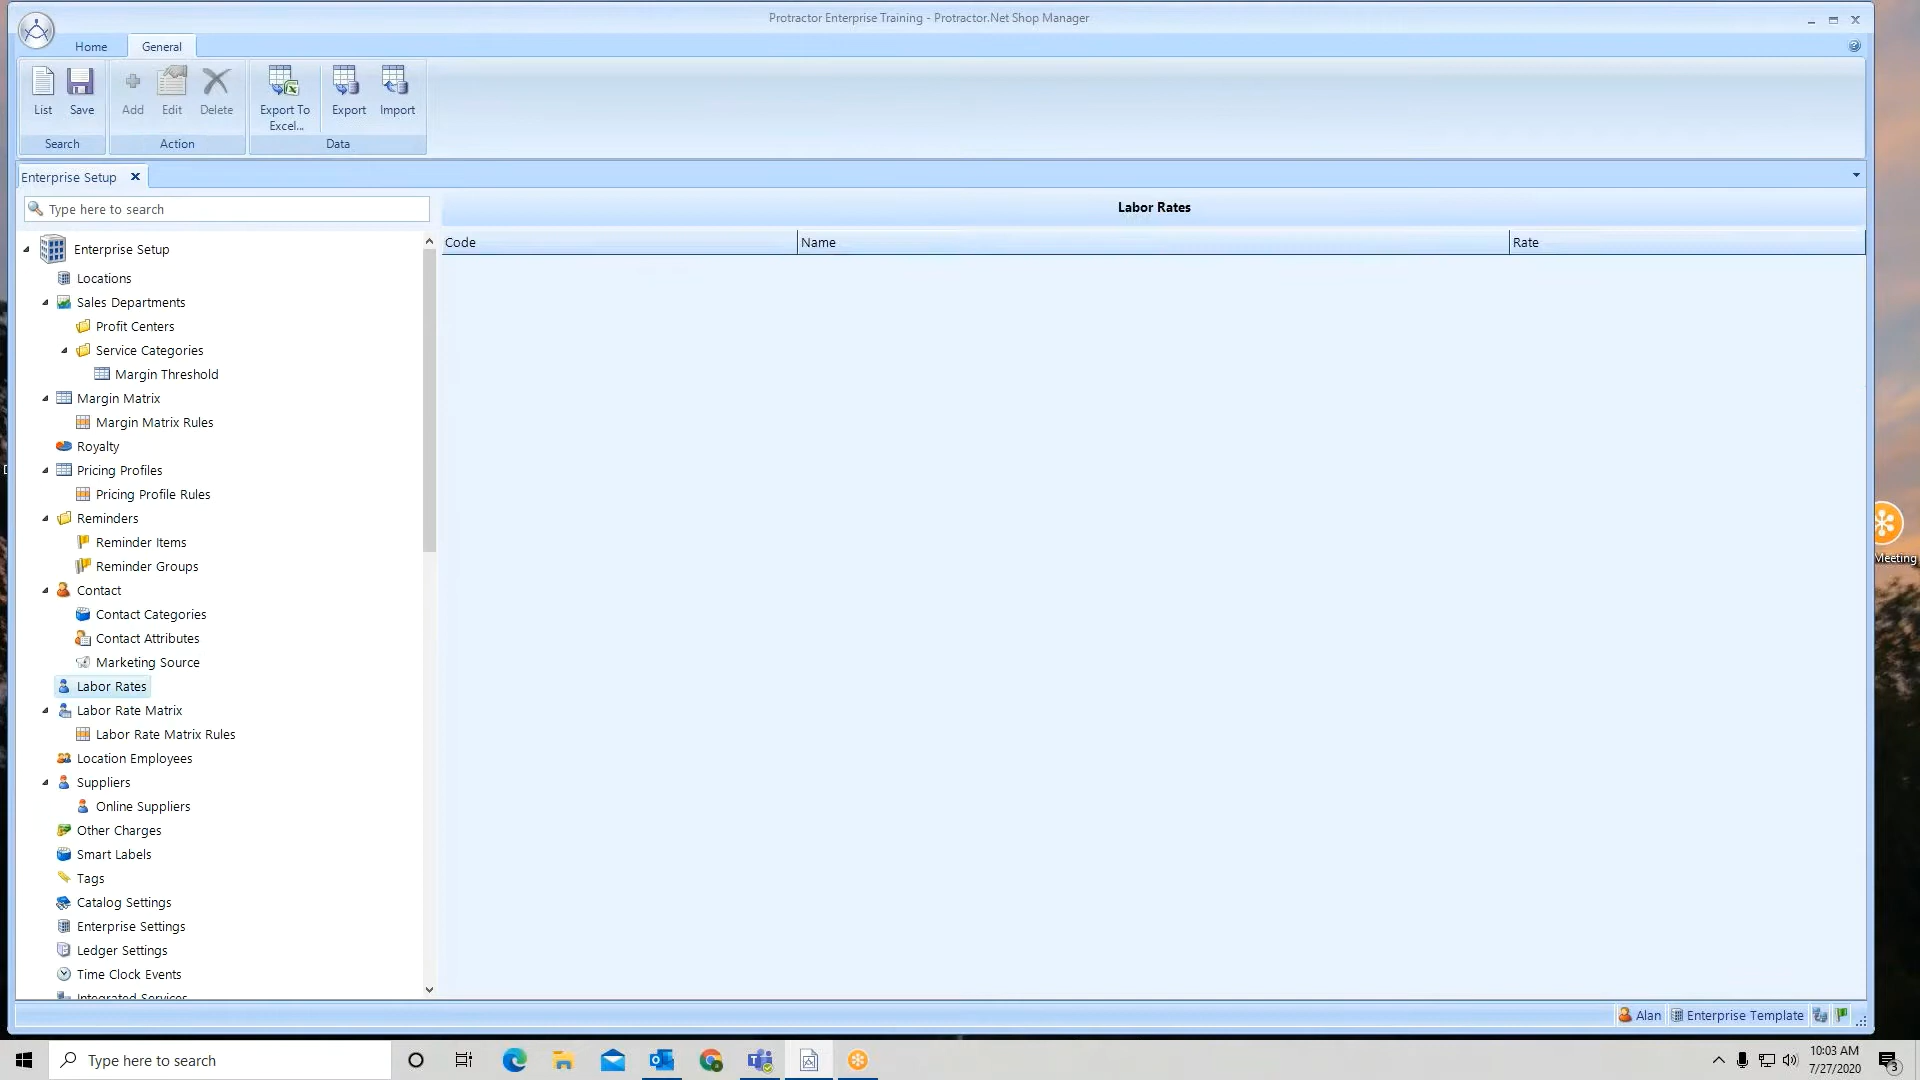 Protractor Enterprise Training - Protractor.Net Shop Manager
Home
General
List
Save
Add
Edit
Delete
Export To
Excel...
Export
Import
Search
Action
Data
Enterprise Setup
Type here to search
Labor Rates
Code
Name
Rate
Enterprise Setup
Locations
Sales Departments
Profit Centers
Service Categories
Margin Threshold
Margin Matrix
Margin Matrix Rules
Royalty
Pricing Profiles
Pricing Profile Rules
Reminders
Reminder Items
Reminder Groups
Contact
Contact Categories
Contact Attributes
Marketing Source
Labor Rates
Labor Rate Matrix
Labor Rate Matrix Rules
Location Employees
Suppliers
Online Suppliers
Other Charges
Smart Labels
Tags
Catalog Settings
Enterprise Settings
Ledger Settings
Time Clock Events
Integrated Services
Meeting
Alan
Enterprise Template
Type here to search
10:03 AM
7/27/2020
3